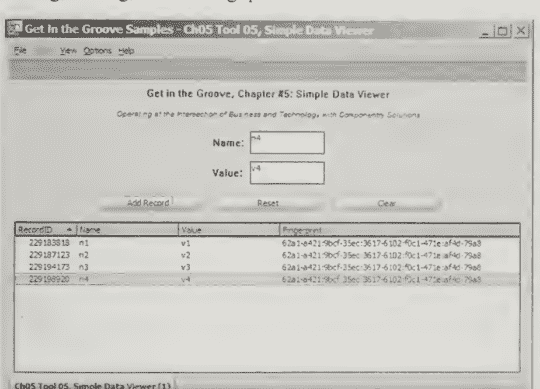 Get In the Groove Samples - Ch05 Tool 05, Simple Data Viewer
File View Options Help
Get in the Groove, Chapter #5: Simple Data Viewer
Operating at the Intersection of Business and Technology with Componentry Solutions
Name: n4
Value: v4
Add Record Reset Clear
RecordID Name Value Fingerprint
229183818 n1 v1 62a1-a421-9bcf-35ec-3617-6102-f0c1-471e-af4d-79a8
229187123 n2 v2 62a1-a421-9bcf-35ec-3617-6102-f0c1-471e-af4d-79a8
229194173 n3 v3 62a1-a421-9bcf-35ec-3617-6102-f0c1-471e-af4d-79a8
229198920 n4 v4 62a1-a421-9bcf-35ec-3617-6102-f0c1-471e-af4d-79a8
Ch05 Tool 05, Simple Data Viewer (1)